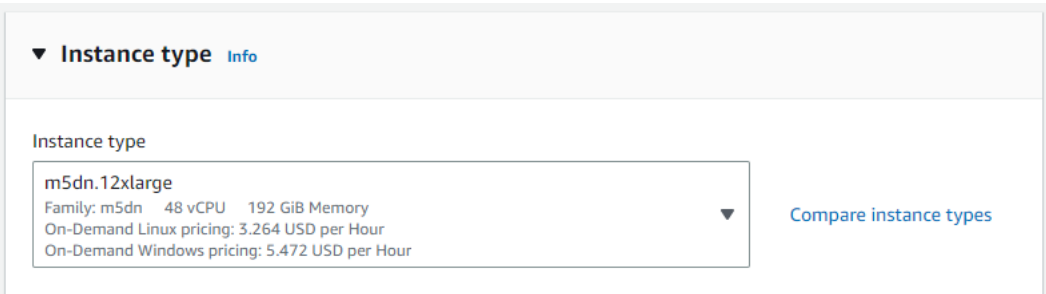 Instance type Info
Instance type
m5dn.12xlarge
Family: m5dn 48 vCPU 192 GiB Memory
On-Demand Linux pricing: 3.264 USD per Hour
On-Demand Windows pricing: 5.472 USD per Hour
Compare instance types